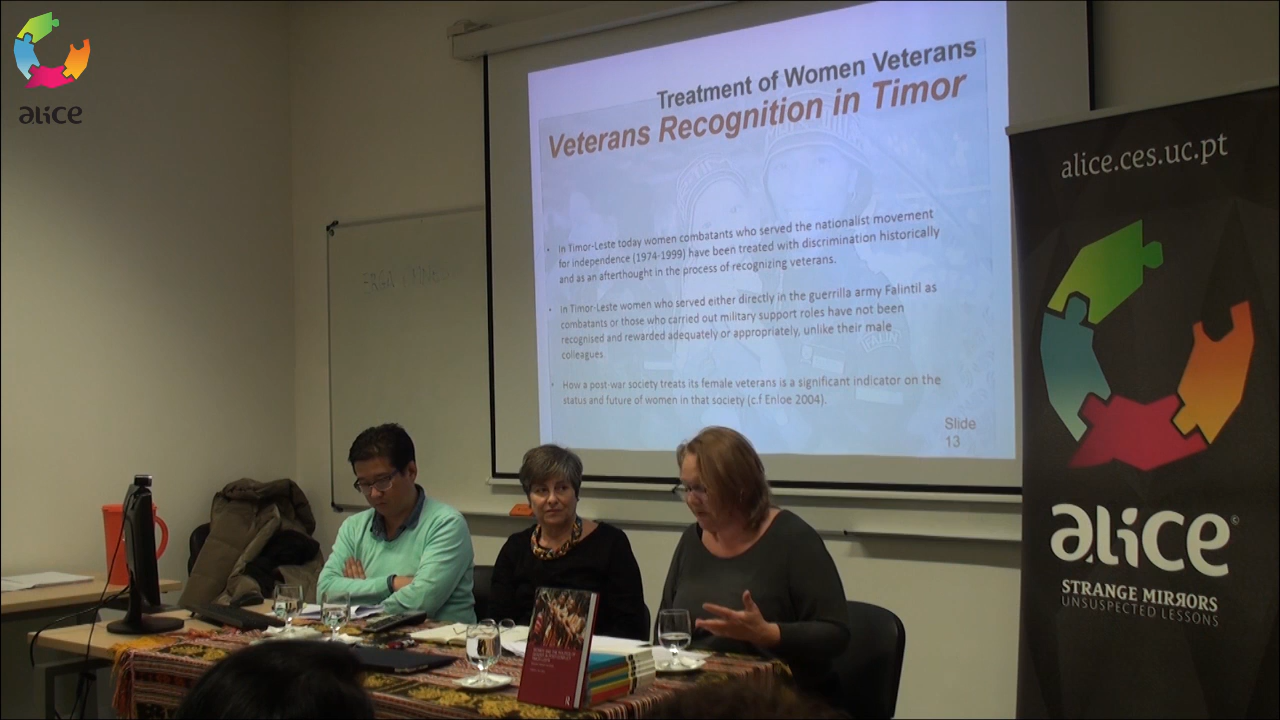 alice
Treatment of Women Veterans
Veterans Recognition in Timor
• In Timor-Leste today women combatants who served the nationalist movement
for independence (1974-1999) have been treated with discrimination historically
and as an afterthought in the process of recognizing veterans.
• In Timor-Leste women who served either directly in the guerrilla army Falintil as
combatants or those who carried out military support roles have not been
recognised and rewarded adequately or appropriately, unlike their male
colleagues
• How a post-war society treats its female veterans is a significant indicator on the
status and future of women in that society (c.f Enloe 2004).
Slide
13
alice.ces.uc.pt
alice©
STRANGE MIRRORS
UNSUSPECTED LESSONS